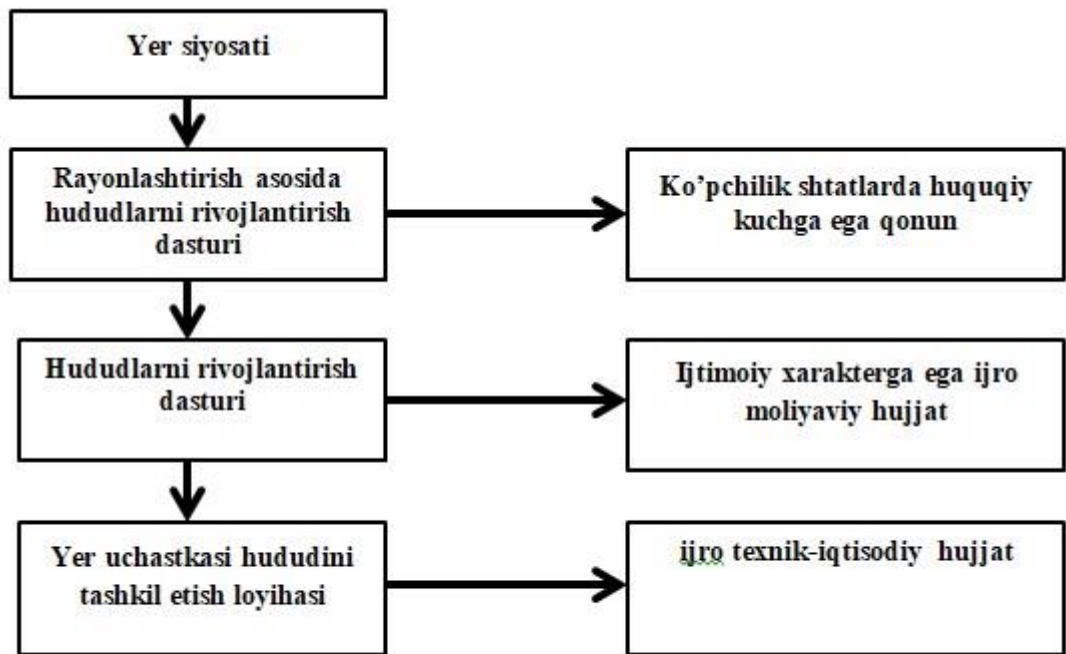 Yer siyosati
Rayonlashtirish asosida
hududlarni rivojlantirish
dasturi
Ko’pchilik shtatlarda huquqiy
kuchga ega qonun
Hududlarni rivojlantirish
dasturi
Ijtimoiy xarakterga ega ijro
moliyaviy hujjat
Yer uchastkasi hududini
tashkil etish loyihasi
ijro texnik-iqtisodiy hujjat